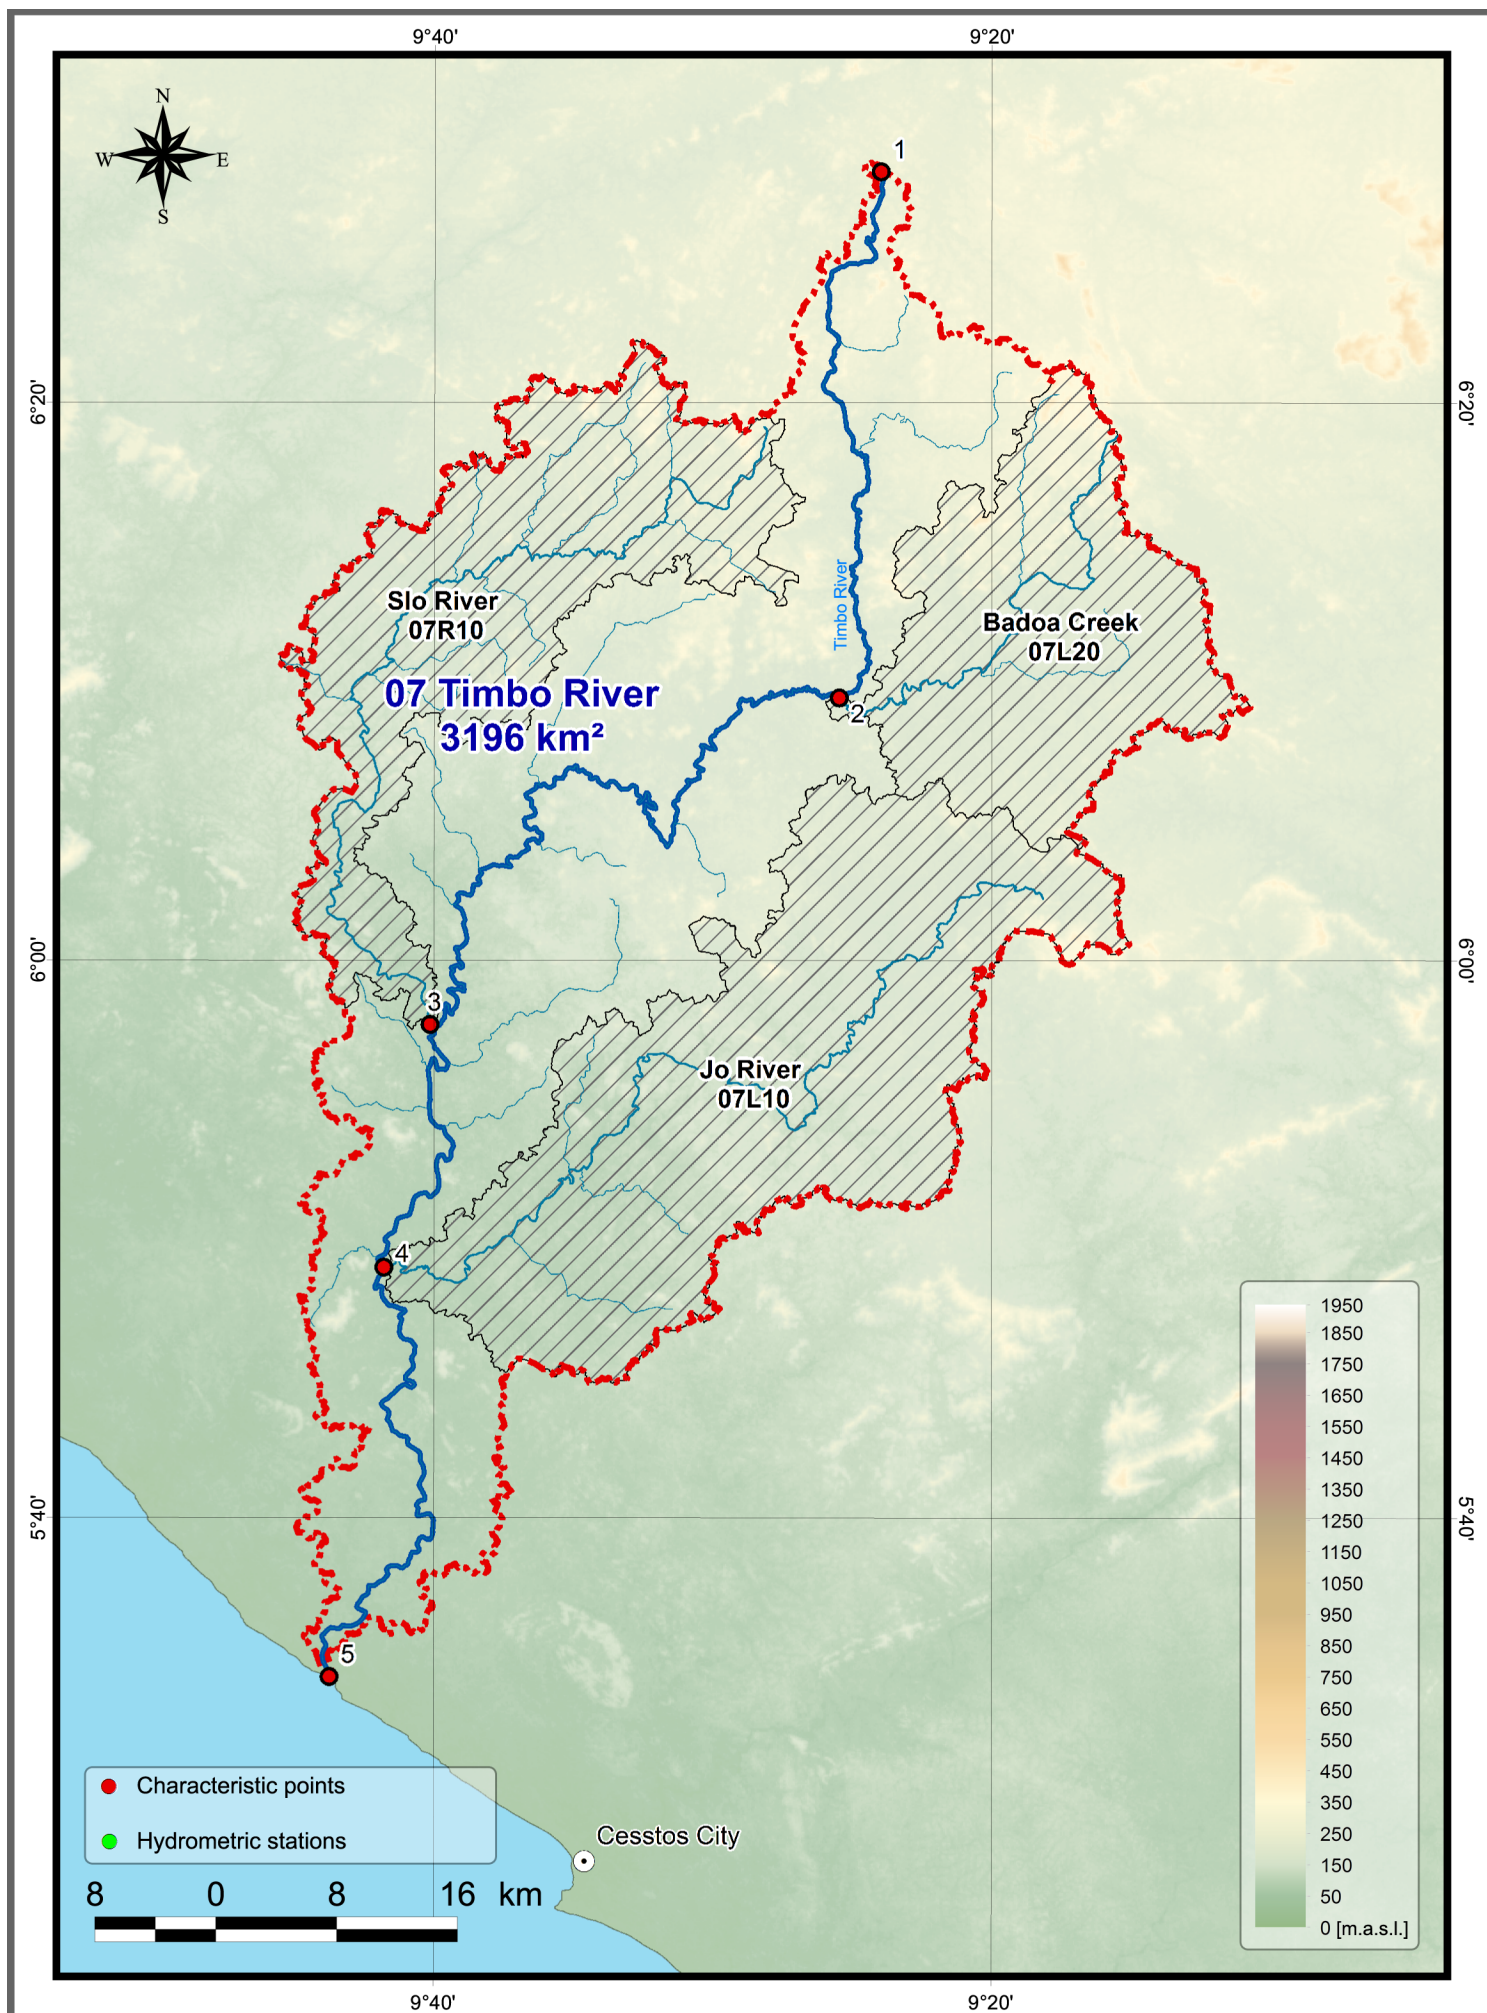 9°40'
9°20'
N
W
E
S
1
6°20'
6°20'
Timbo River
Slo River
07R10
Badoa Creek
07L20
07 Timbo River
3196 km²
2
6°00'
6°00'
3
Jo River
07L10
4
5°40'
5°40'
5
1950
1850
1750
1650
1550
1450
1350
1250
1150
1050
950
850
750
650
550
450
350
250
150
50
0 [m.a.s.l.]
Characteristic points
Hydrometric stations
Cesstos City
8 0 8 16 km
9°40'
9°20'